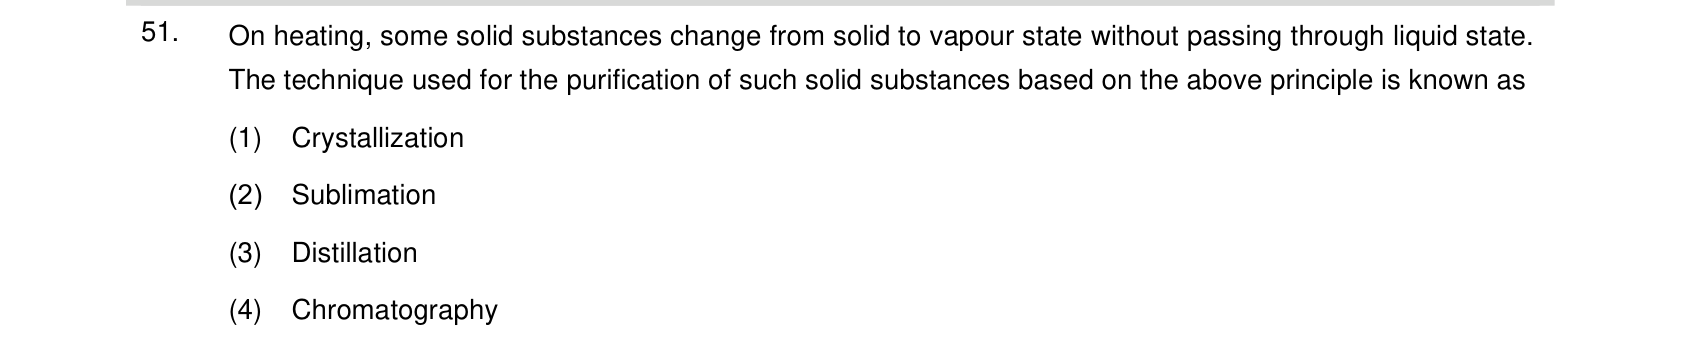 51. On heating, some solid substances change from solid to vapour state without passing through liquid state.
The technique used for the purification of such solid substances based on the above principle is known as
(1) Crystallization
(2) Sublimation
(3) Distillation
(4) Chromatography